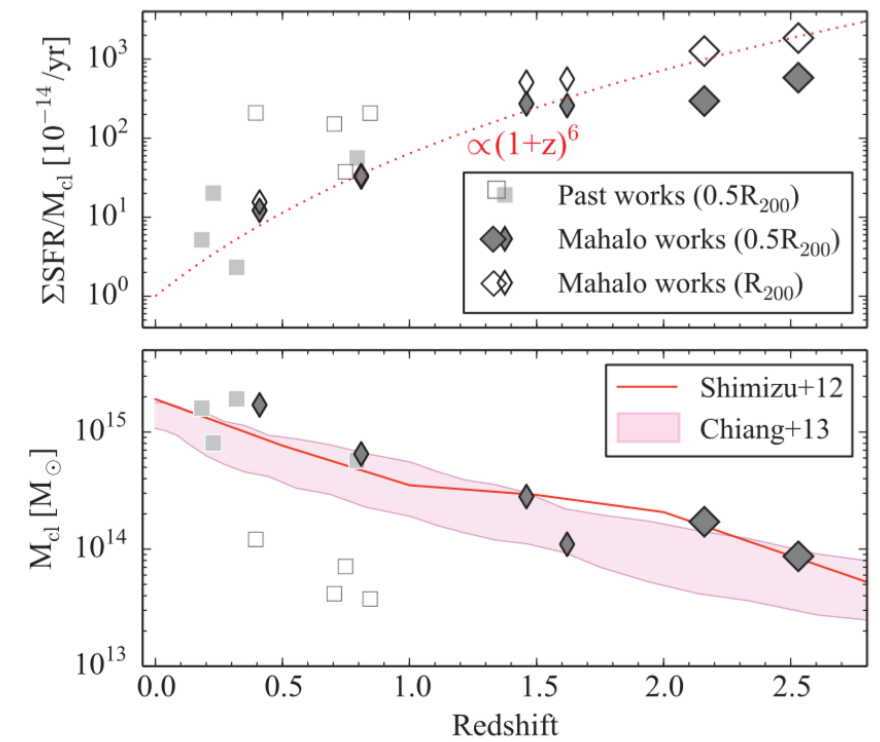 ΣSFR/M_cl [10^-14/yr]
10^3
10^2
10^1
10^0
∝(1+z)^6
Past works (0.5R_200)
Mahalo works (0.5R_200)
Mahalo works (R_200)
M_cl [M_⊙]
10^15
10^14
10^13
Shimizu+12
Chiang+13
0.0 0.5 1.0 1.5 2.0 2.5
Redshift